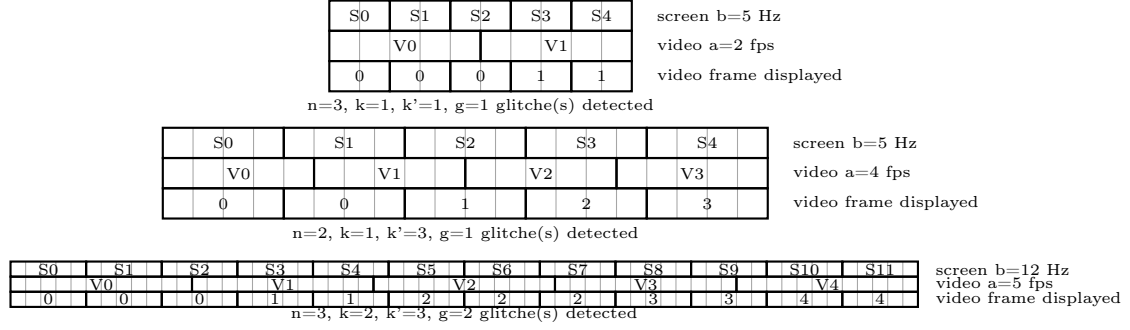 S0 S1 S2 S3 S4 screen b=5 Hz
V0 V1 video a=2 fps
0 0 0 1 1 video frame displayed
n=3, k=1, k'=1, g=1 glitche(s) detected
S0 S1 S2 S3 S4 screen b=5 Hz
V0 V1 V2 V3 video a=4 fps
0 0 1 2 3 video frame displayed
n=2, k=1, k'=3, g=1 glitche(s) detected
S0 S1 S2 S3 S4 S5 S6 S7 S8 S9 S10 S11 screen b=12 Hz
V0 V1 V2 V3 V4 video a=5 fps
0 0 0 1 1 2 2 2 3 3 4 4 video frame displayed
n=3, k=2, k'=3, g=2 glitche(s) detected